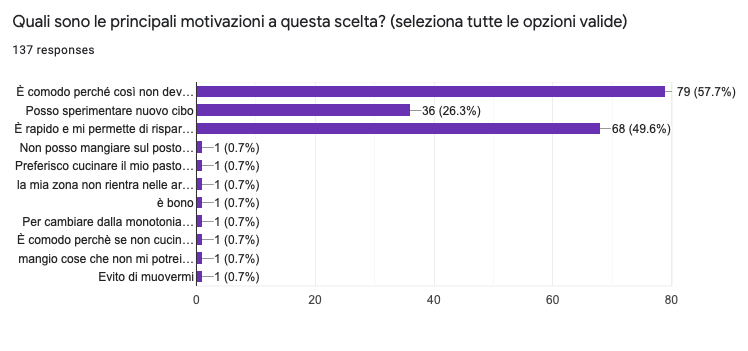 Quali sono le principali motivazioni a questa scelta? (seleziona tutte le opzioni valide)
137 responses
È comodo perché così non dev… 79 (57.7%)
Posso sperimentare nuovo cibo 36 (26.3%)
È rapido e mi permette di rispar… 68 (49.6%)
Non posso mangiare sul posto… 1 (0.7%)
Preferisco cucinare il mio pasto… 1 (0.7%)
la mia zona non rientra nelle ar… 1 (0.7%)
è bono 1 (0.7%)
Per cambiare dalla monotonia… 1 (0.7%)
È comodo perchè se non cucin… 1 (0.7%)
mangio cose che non mi potrei… 1 (0.7%)
Evito di muovermi 1 (0.7%)
0 20 40 60 80